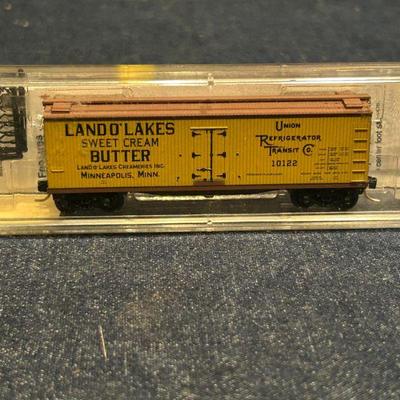 LAND O' LAKES
SWEET CREAM
BUTTER
LAND O' LAKES CREAMERIES INC.
MINNEAPOLIS, MINN.
UNION
REFRIGERATOR
TRANSIT CO.
10122